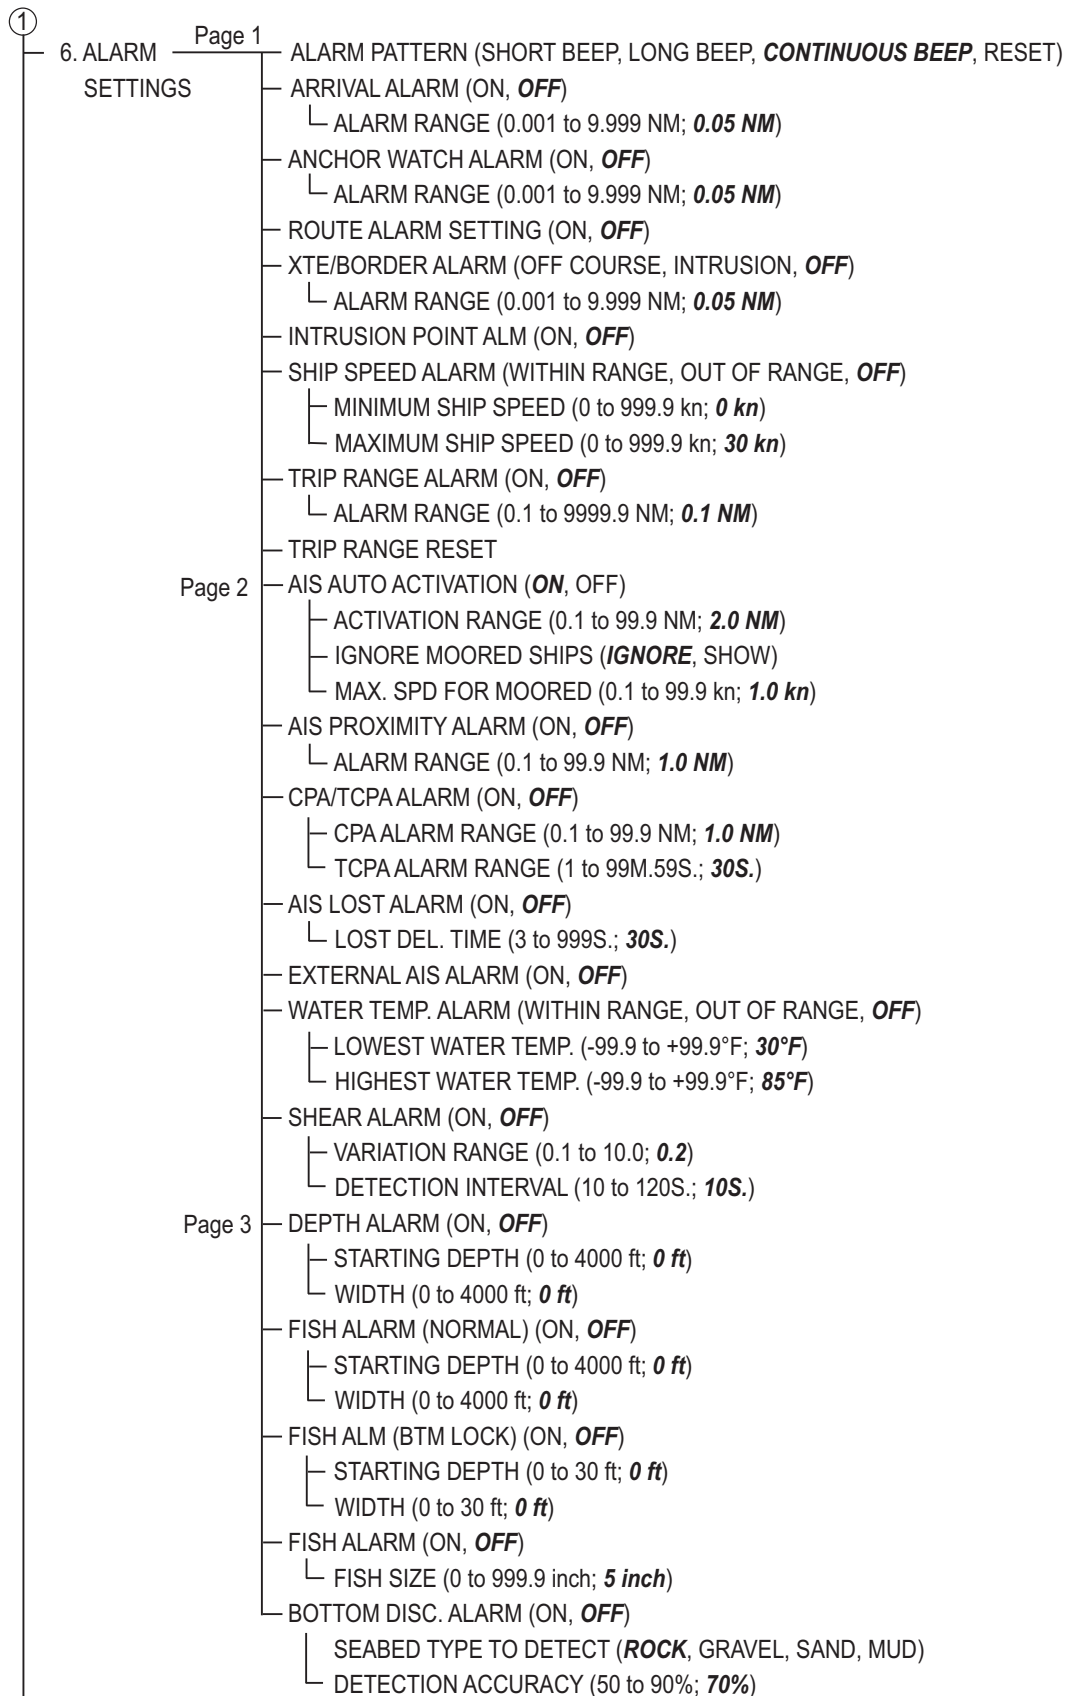 1
Page 1
6. ALARM SETTINGS
ALARM PATTERN (SHORT BEEP, LONG BEEP, CONTINUOUS BEEP, RESET)
ARRIVAL ALARM (ON, OFF)
ALARM RANGE (0.001 to 9.999 NM; 0.05 NM)
ANCHOR WATCH ALARM (ON, OFF)
ALARM RANGE (0.001 to 9.999 NM; 0.05 NM)
ROUTE ALARM SETTING (ON, OFF)
XTE/BORDER ALARM (OFF COURSE, INTRUSION, OFF)
ALARM RANGE (0.001 to 9.999 NM; 0.05 NM)
INTRUSION POINT ALM (ON, OFF)
SHIP SPEED ALARM (WITHIN RANGE, OUT OF RANGE, OFF)
MINIMUM SHIP SPEED (0 to 999.9 kn; 0 kn)
MAXIMUM SHIP SPEED (0 to 999.9 kn; 30 kn)
TRIP RANGE ALARM (ON, OFF)
ALARM RANGE (0.1 to 9999.9 NM; 0.1 NM)
TRIP RANGE RESET
Page 2
AIS AUTO ACTIVATION (ON, OFF)
ACTIVATION RANGE (0.1 to 99.9 NM; 2.0 NM)
IGNORE MOORED SHIPS (IGNORE, SHOW)
MAX. SPD FOR MOORED (0.1 to 99.9 kn; 1.0 kn)
AIS PROXIMITY ALARM (ON, OFF)
ALARM RANGE (0.1 to 99.9 NM; 1.0 NM)
CPA/TCPA ALARM (ON, OFF)
CPA ALARM RANGE (0.1 to 99.9 NM; 1.0 NM)
TCPA ALARM RANGE (1 to 99M.59S.; 30S.)
AIS LOST ALARM (ON, OFF)
LOST DEL. TIME (3 to 999S.; 30S.)
EXTERNAL AIS ALARM (ON, OFF)
WATER TEMP. ALARM (WITHIN RANGE, OUT OF RANGE, OFF)
LOWEST WATER TEMP. (-99.9 to +99.9°F; 30°F)
HIGHEST WATER TEMP. (-99.9 to +99.9°F; 85°F)
SHEAR ALARM (ON, OFF)
VARIATION RANGE (0.1 to 10.0; 0.2)
DETECTION INTERVAL (10 to 120S.; 10S.)
Page 3
DEPTH ALARM (ON, OFF)
STARTING DEPTH (0 to 4000 ft; 0 ft)
WIDTH (0 to 4000 ft; 0 ft)
FISH ALARM (NORMAL) (ON, OFF)
STARTING DEPTH (0 to 4000 ft; 0 ft)
WIDTH (0 to 4000 ft; 0 ft)
FISH ALM (BTM LOCK) (ON, OFF)
STARTING DEPTH (0 to 30 ft; 0 ft)
WIDTH (0 to 30 ft; 0 ft)
FISH ALARM (ON, OFF)
FISH SIZE (0 to 999.9 inch; 5 inch)
BOTTOM DISC. ALARM (ON, OFF)
SEABED TYPE TO DETECT (ROCK, GRAVEL, SAND, MUD)
DETECTION ACCURACY (50 to 90%; 70%)